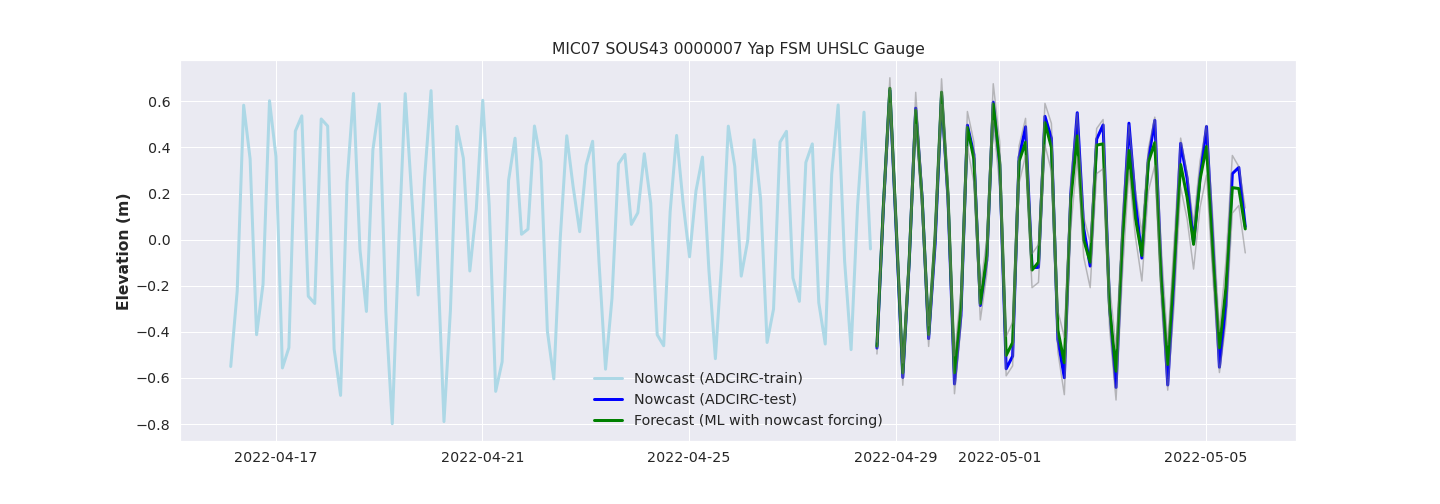 MIC07 SOUS43 0000007 Yap FSM UHSLC Gauge
Elevation (m)
0.6
0.4
0.2
0.0
−0.2
−0.4
−0.6
−0.8
Nowcast (ADCIRC-train)
Nowcast (ADCIRC-test)
Forecast (ML with nowcast forcing)
2022-04-17 2022-04-21 2022-04-25 2022-04-29 2022-05-01 2022-05-05